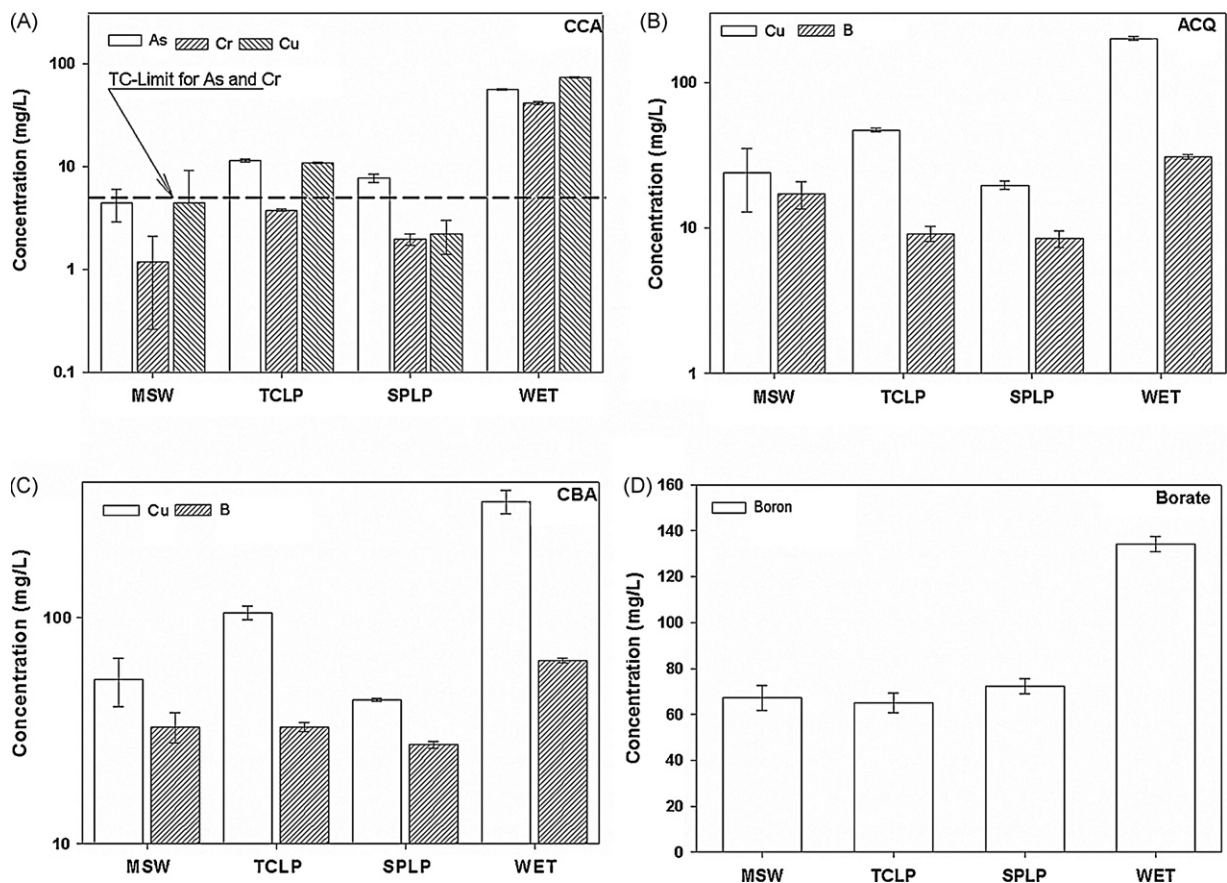 (A)
CCA
As Cr Cu
TC-Limit for As and Cr
Concentration (mg/L)
100
10
1
0.1
MSW TCLP SPLP WET
(B)
ACQ
Cu B
Concentration (mg/L)
100
10
1
MSW TCLP SPLP WET
(C)
CBA
Cu B
Concentration (mg/L)
100
10
MSW TCLP SPLP WET
(D)
Borate
Boron
Concentration (mg/L)
160
140
120
100
80
60
40
20
0
MSW TCLP SPLP WET